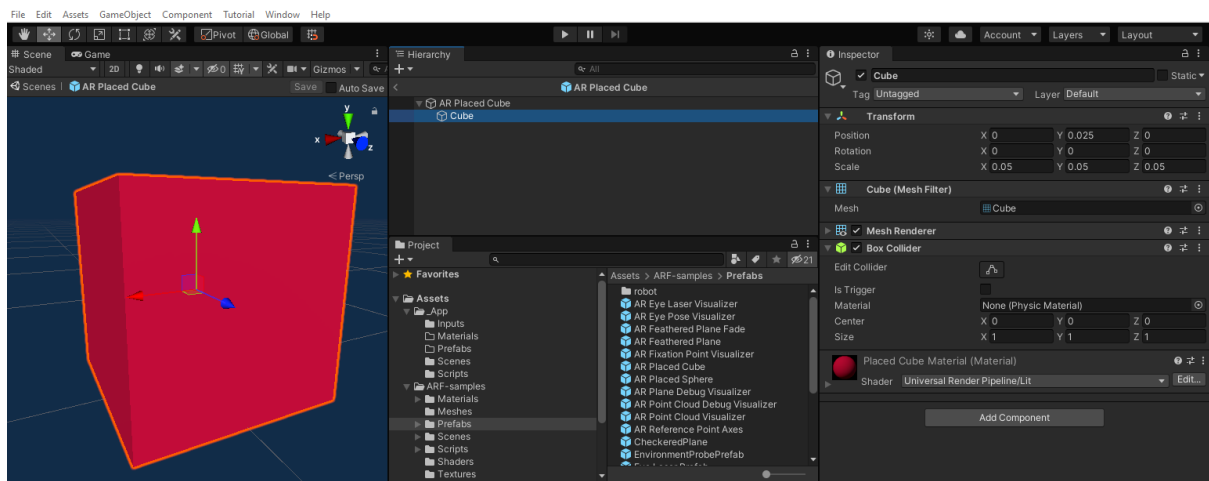 File Edit Assets GameObject Component Tutorial Window Help
Pivot Global Account Layers Layout
Scene Game
Shaded 2D 0 Gizmos
Scenes AR Placed Cube Save Auto Save
y
x
z
Persp
Hierarchy
All
AR Placed Cube
AR Placed Cube
Cube
Project
21
Favorites
Assets
_App
Inputs
Materials
Prefabs
Scenes
Scripts
ARF-samples
Materials
Meshes
Prefabs
Scenes
Scripts
Shaders
Textures
Assets > ARF-samples > Prefabs
robot
AR Eye Laser Visualizer
AR Eye Pose Visualizer
AR Feathered Plane Fade
AR Feathered Plane
AR Fixation Point Visualizer
AR Placed Cube
AR Placed Sphere
AR Plane Debug Visualizer
AR Point Cloud Debug Visualizer
AR Point Cloud Visualizer
AR Reference Point Axes
CheckeredPlane
EnvironmentProbePrefab
Inspector
Cube Static
Tag Untagged Layer Default
Transform
Position X 0 Y 0.025 Z 0
Rotation X 0 Y 0 Z 0
Scale X 0.05 Y 0.05 Z 0.05
Cube (Mesh Filter)
Mesh Cube
Mesh Renderer
Box Collider
Edit Collider
Is Trigger
Material None (Physic Material)
Center X 0 Y 0 Z 0
Size X 1 Y 1 Z 1
Placed Cube Material (Material)
Shader Universal Render Pipeline/Lit Edit...
Add Component